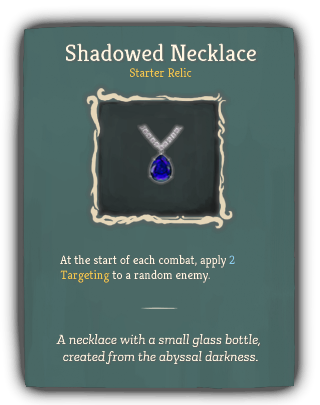 Shadowed Necklace
Starter Relic
At the start of each combat, apply 2
Targeting to a random enemy.
A necklace with a small glass bottle,
created from the abyssal darkness.